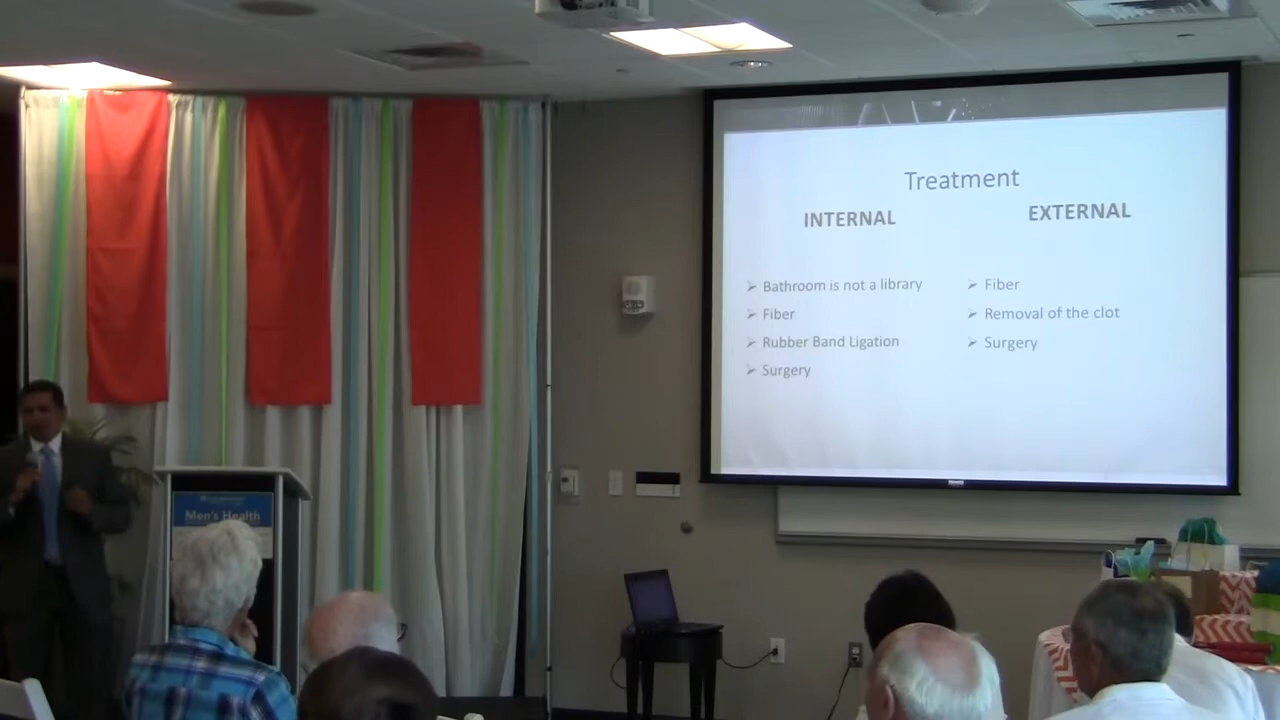 Treatment
INTERNAL
Bathroom is not a library
Fiber
Rubber Band Ligation
Surgery
EXTERNAL
Fiber
Removal of the clot
Surgery
Men's Health